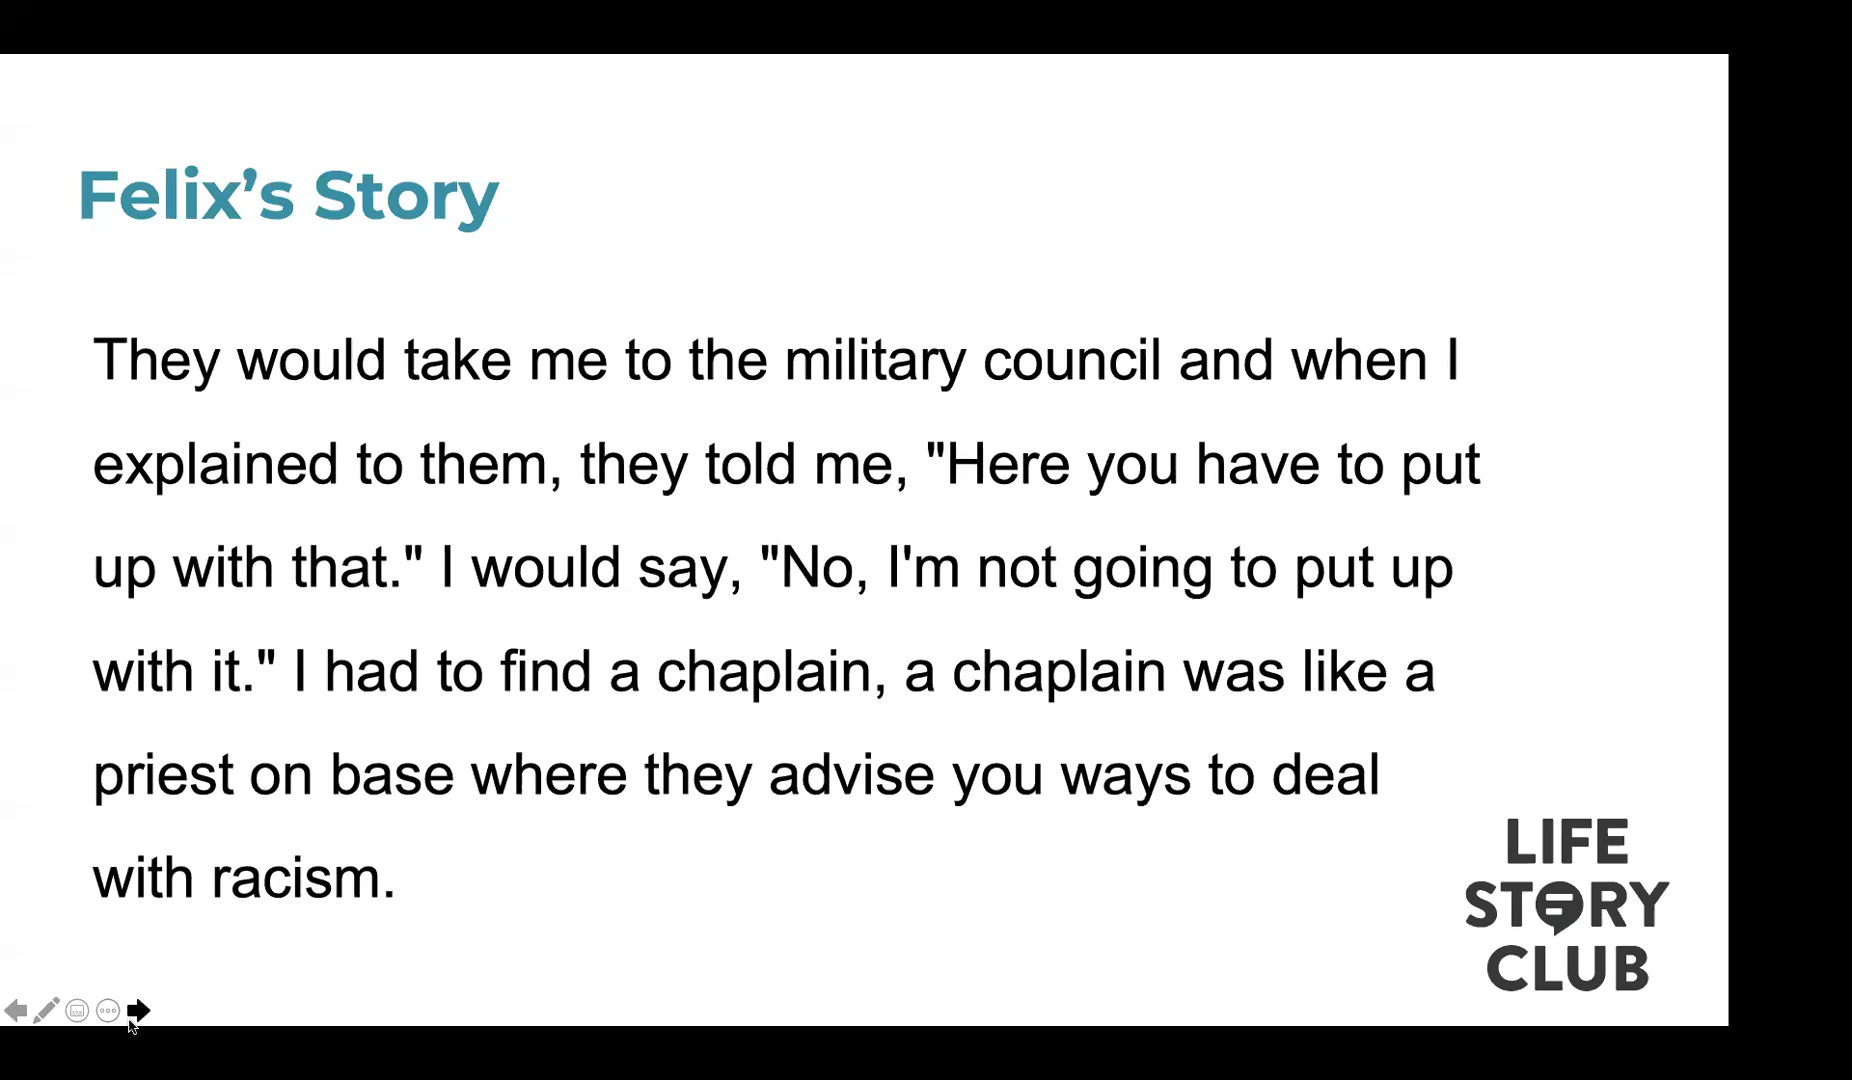 Felix’s Story
They would take me to the military council and when I
explained to them, they told me, "Here you have to put
up with that." I would say, "No, I'm not going to put up
with it." I had to find a chaplain, a chaplain was like a
priest on base where they advise you ways to deal
with racism.
LIFE
STORY
CLUB